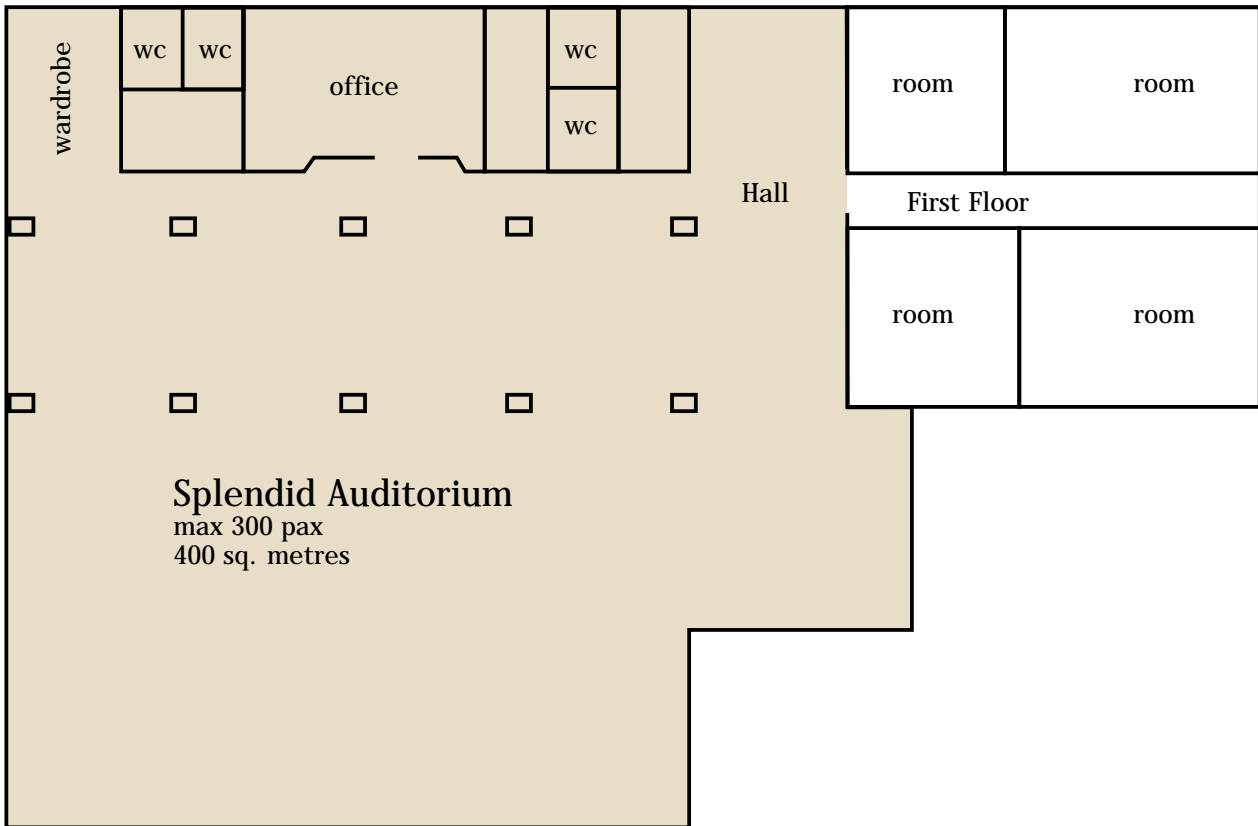 wardrobe
wc
wc
office
wc
wc
room
room
Hall
First Floor
room
room
Splendid Auditorium
max 300 pax
400 sq. metres